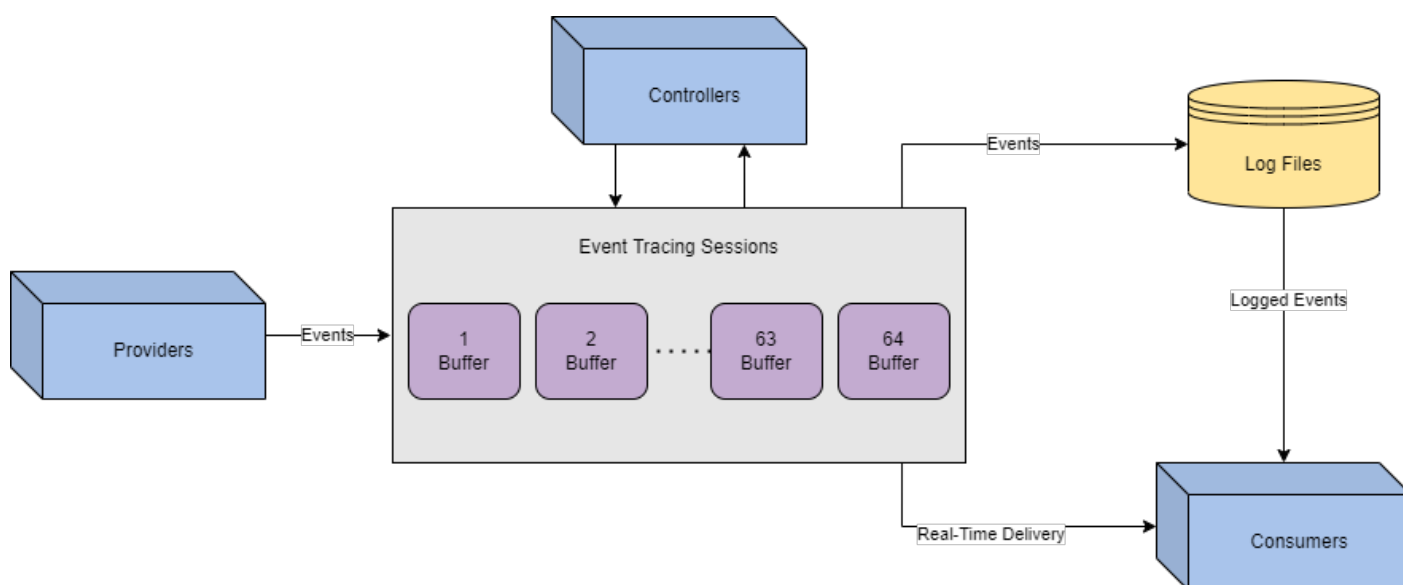 Controllers
Events
Log Files
Event Tracing Sessions
Providers
Events
1
Buffer
2
Buffer
.....
63
Buffer
64
Buffer
Logged Events
Real-Time Delivery
Consumers